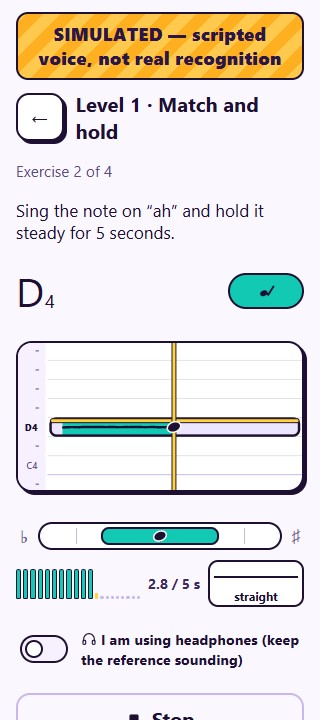 SIMULATED — scripted
voice, not real recognition
←
Level 1 · Match and
hold
Exercise 2 of 4
Sing the note on “ah” and hold it
steady for 5 seconds.
D4
D4
C4
♭
♯
2.8 / 5 s
straight
I am using headphones (keep
the reference sounding)
Stop